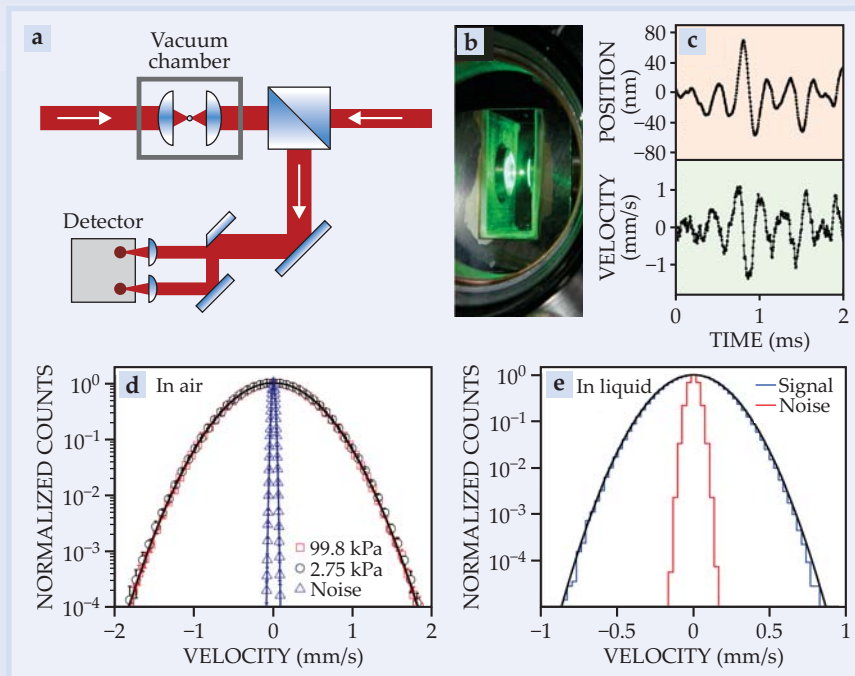 a
Vacuum
chamber
Detector
b
c
POSITION
(nm)
80
40
0
−40
−80
VELOCITY
(mm/s)
1
0
−1
0 1 2
TIME (ms)
d In air
NORMALIZED COUNTS
10⁰
10⁻¹
10⁻²
10⁻³
10⁻⁴
99.8 kPa
2.75 kPa
Noise
−2 −1 0 1 2
VELOCITY (mm/s)
e In liquid
Signal
Noise
NORMALIZED COUNTS
10⁰
10⁻¹
10⁻²
10⁻³
10⁻⁴
−1 −0.5 0 0.5 1
VELOCITY (mm/s)